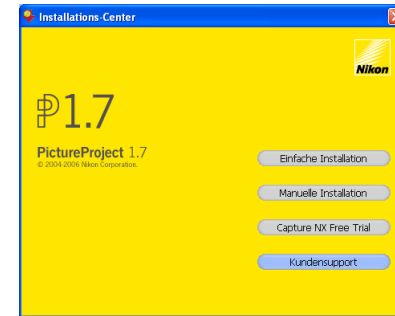 Installations-Center
Nikon
P1.7
PictureProject 1.7
© 2004-2006 Nikon Corporation.
Einfache Installation
Manuelle Installation
Capture NX Free Trial
Kundensupport